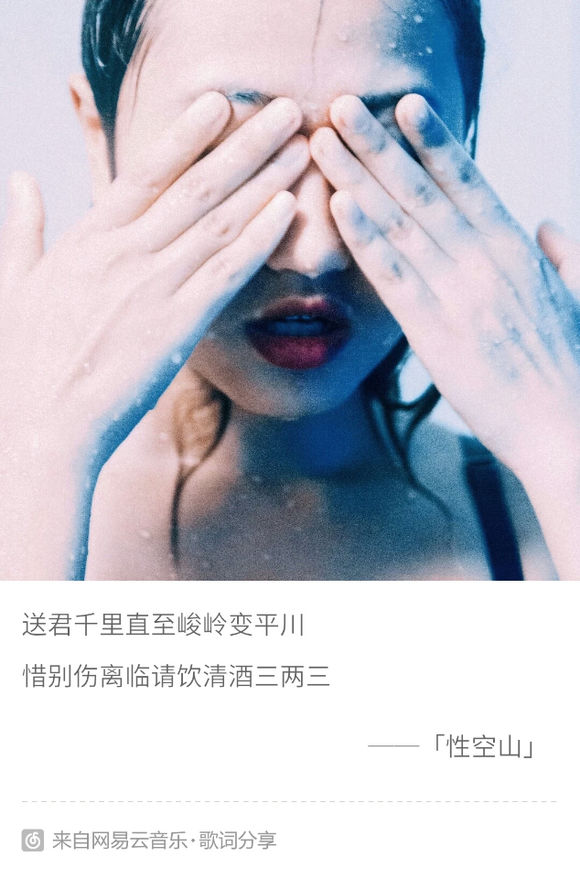 送君千里直至峻岭变平川
惜别伤离临请饮清酒三两三
——「性空山」
来自网易云音乐·歌词分享